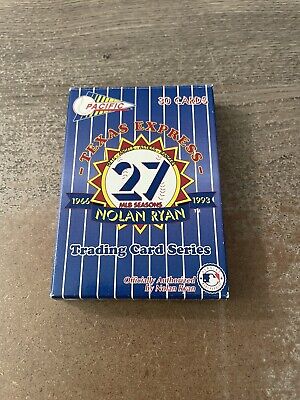 PACIFIC
30 CARDS
TEXAS EXPRESS
27
MLB SEASONS
1966 1993
NOLAN RYAN
Trading Card Series
Officially Authorized
By Nolan Ryan